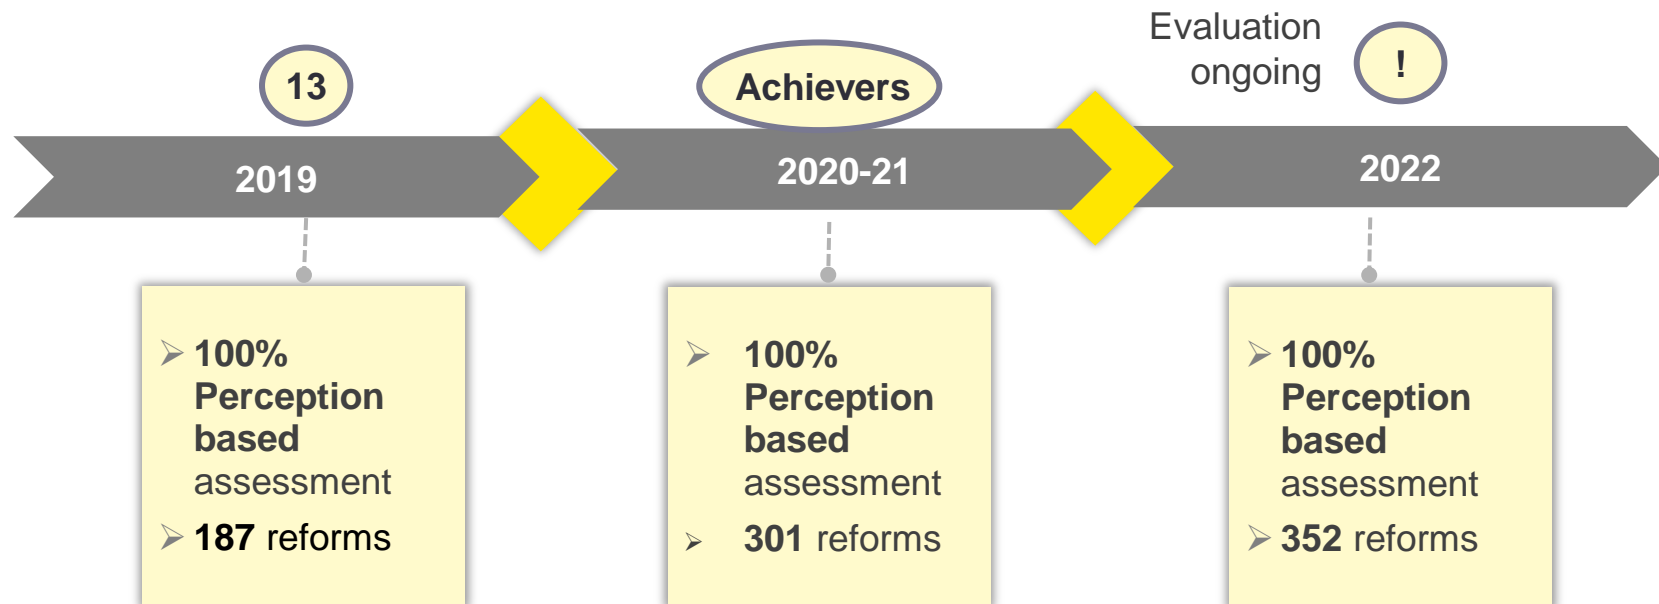 13
Achievers
Evaluation
ongoing
!
2019
2020-21
2022
➢ 100%
Perception
based
assessment
➢ 187 reforms
➢ 100%
Perception
based
assessment
➢ 301 reforms
➢ 100%
Perception
based
assessment
➢ 352 reforms